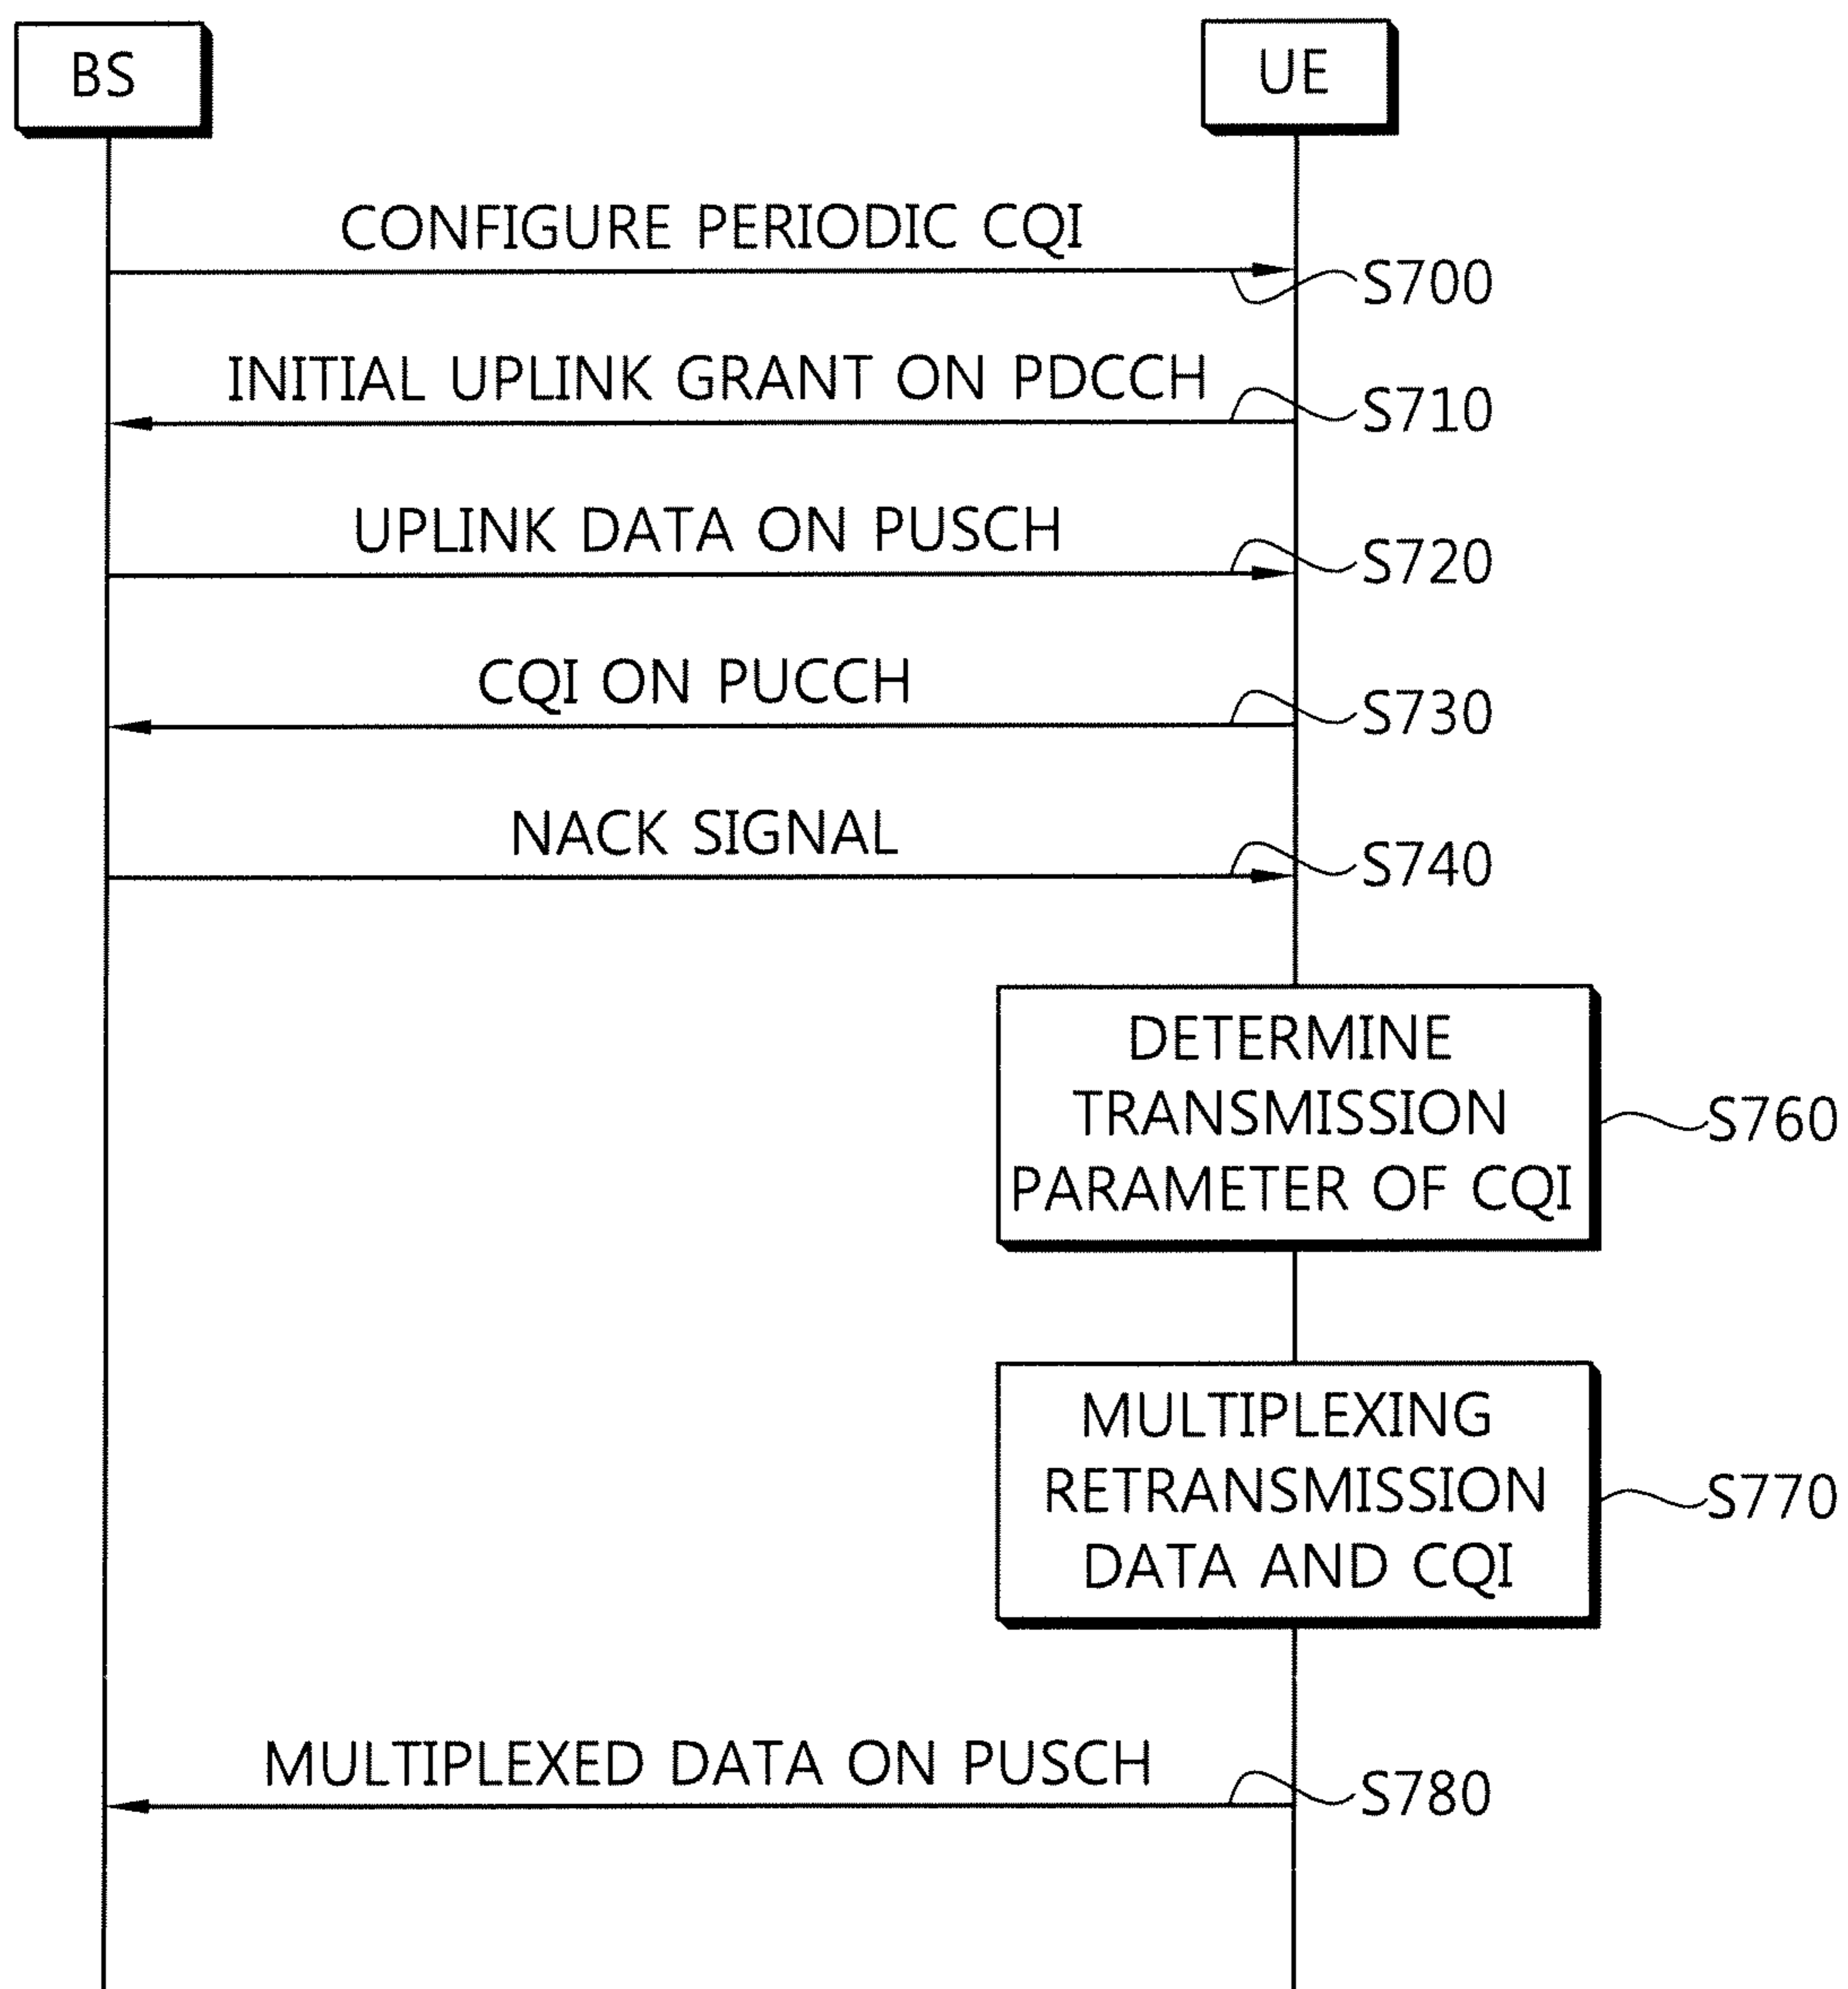 BS
UE
CONFIGURE PERIODIC CQI
S700
INITIAL UPLINK GRANT ON PDCCH
S710
UPLINK DATA ON PUSCH
S720
CQI ON PUCCH
S730
NACK SIGNAL
S740
DETERMINE
TRANSMISSION
PARAMETER OF CQI
S760
MULTIPLEXING
RETRANSMISSION
DATA AND CQI
S770
MULTIPLEXED DATA ON PUSCH
S780